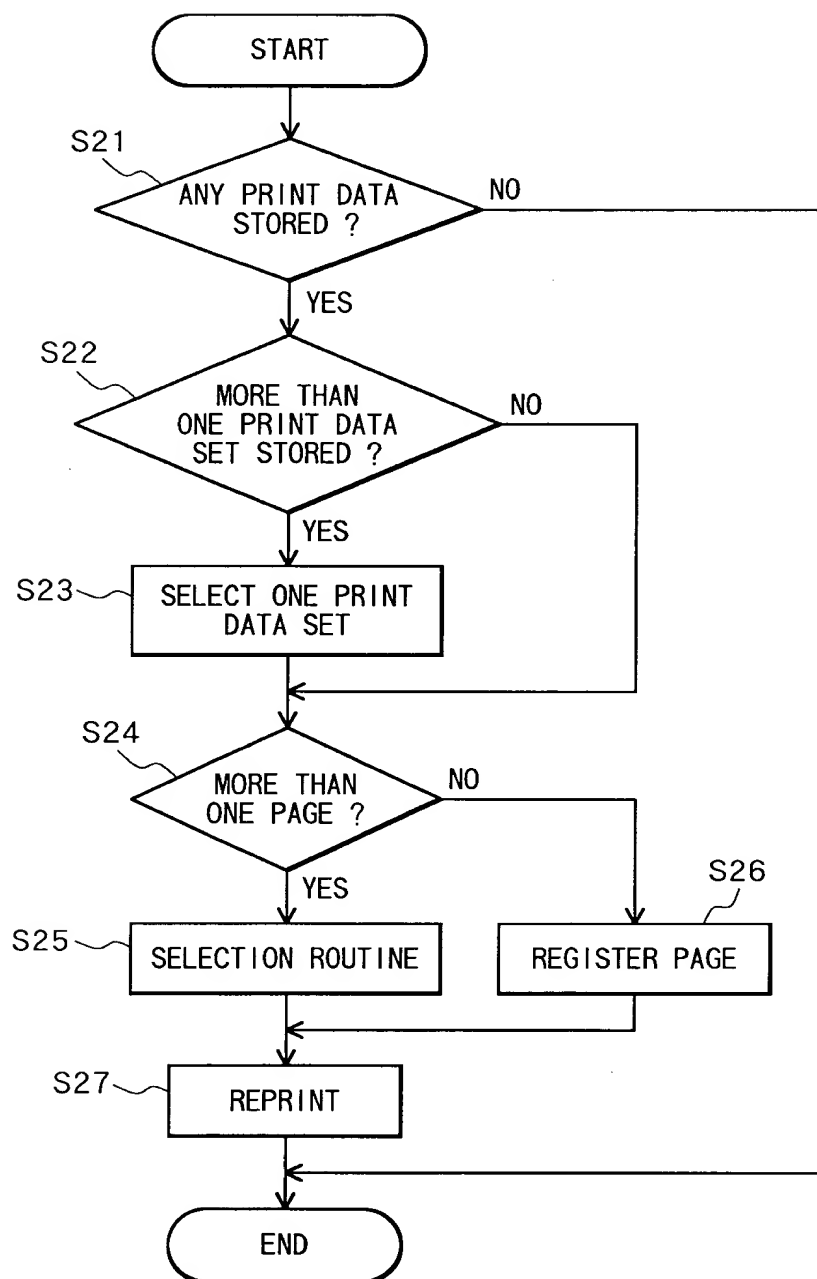 START
S21
ANY PRINT DATA
STORED ?
NO
YES
S22
MORE THAN
ONE PRINT DATA
SET STORED ?
NO
YES
S23
SELECT ONE PRINT
DATA SET
S24
MORE THAN
ONE PAGE ?
NO
YES
S26
S25
SELECTION ROUTINE
REGISTER PAGE
S27
REPRINT
END